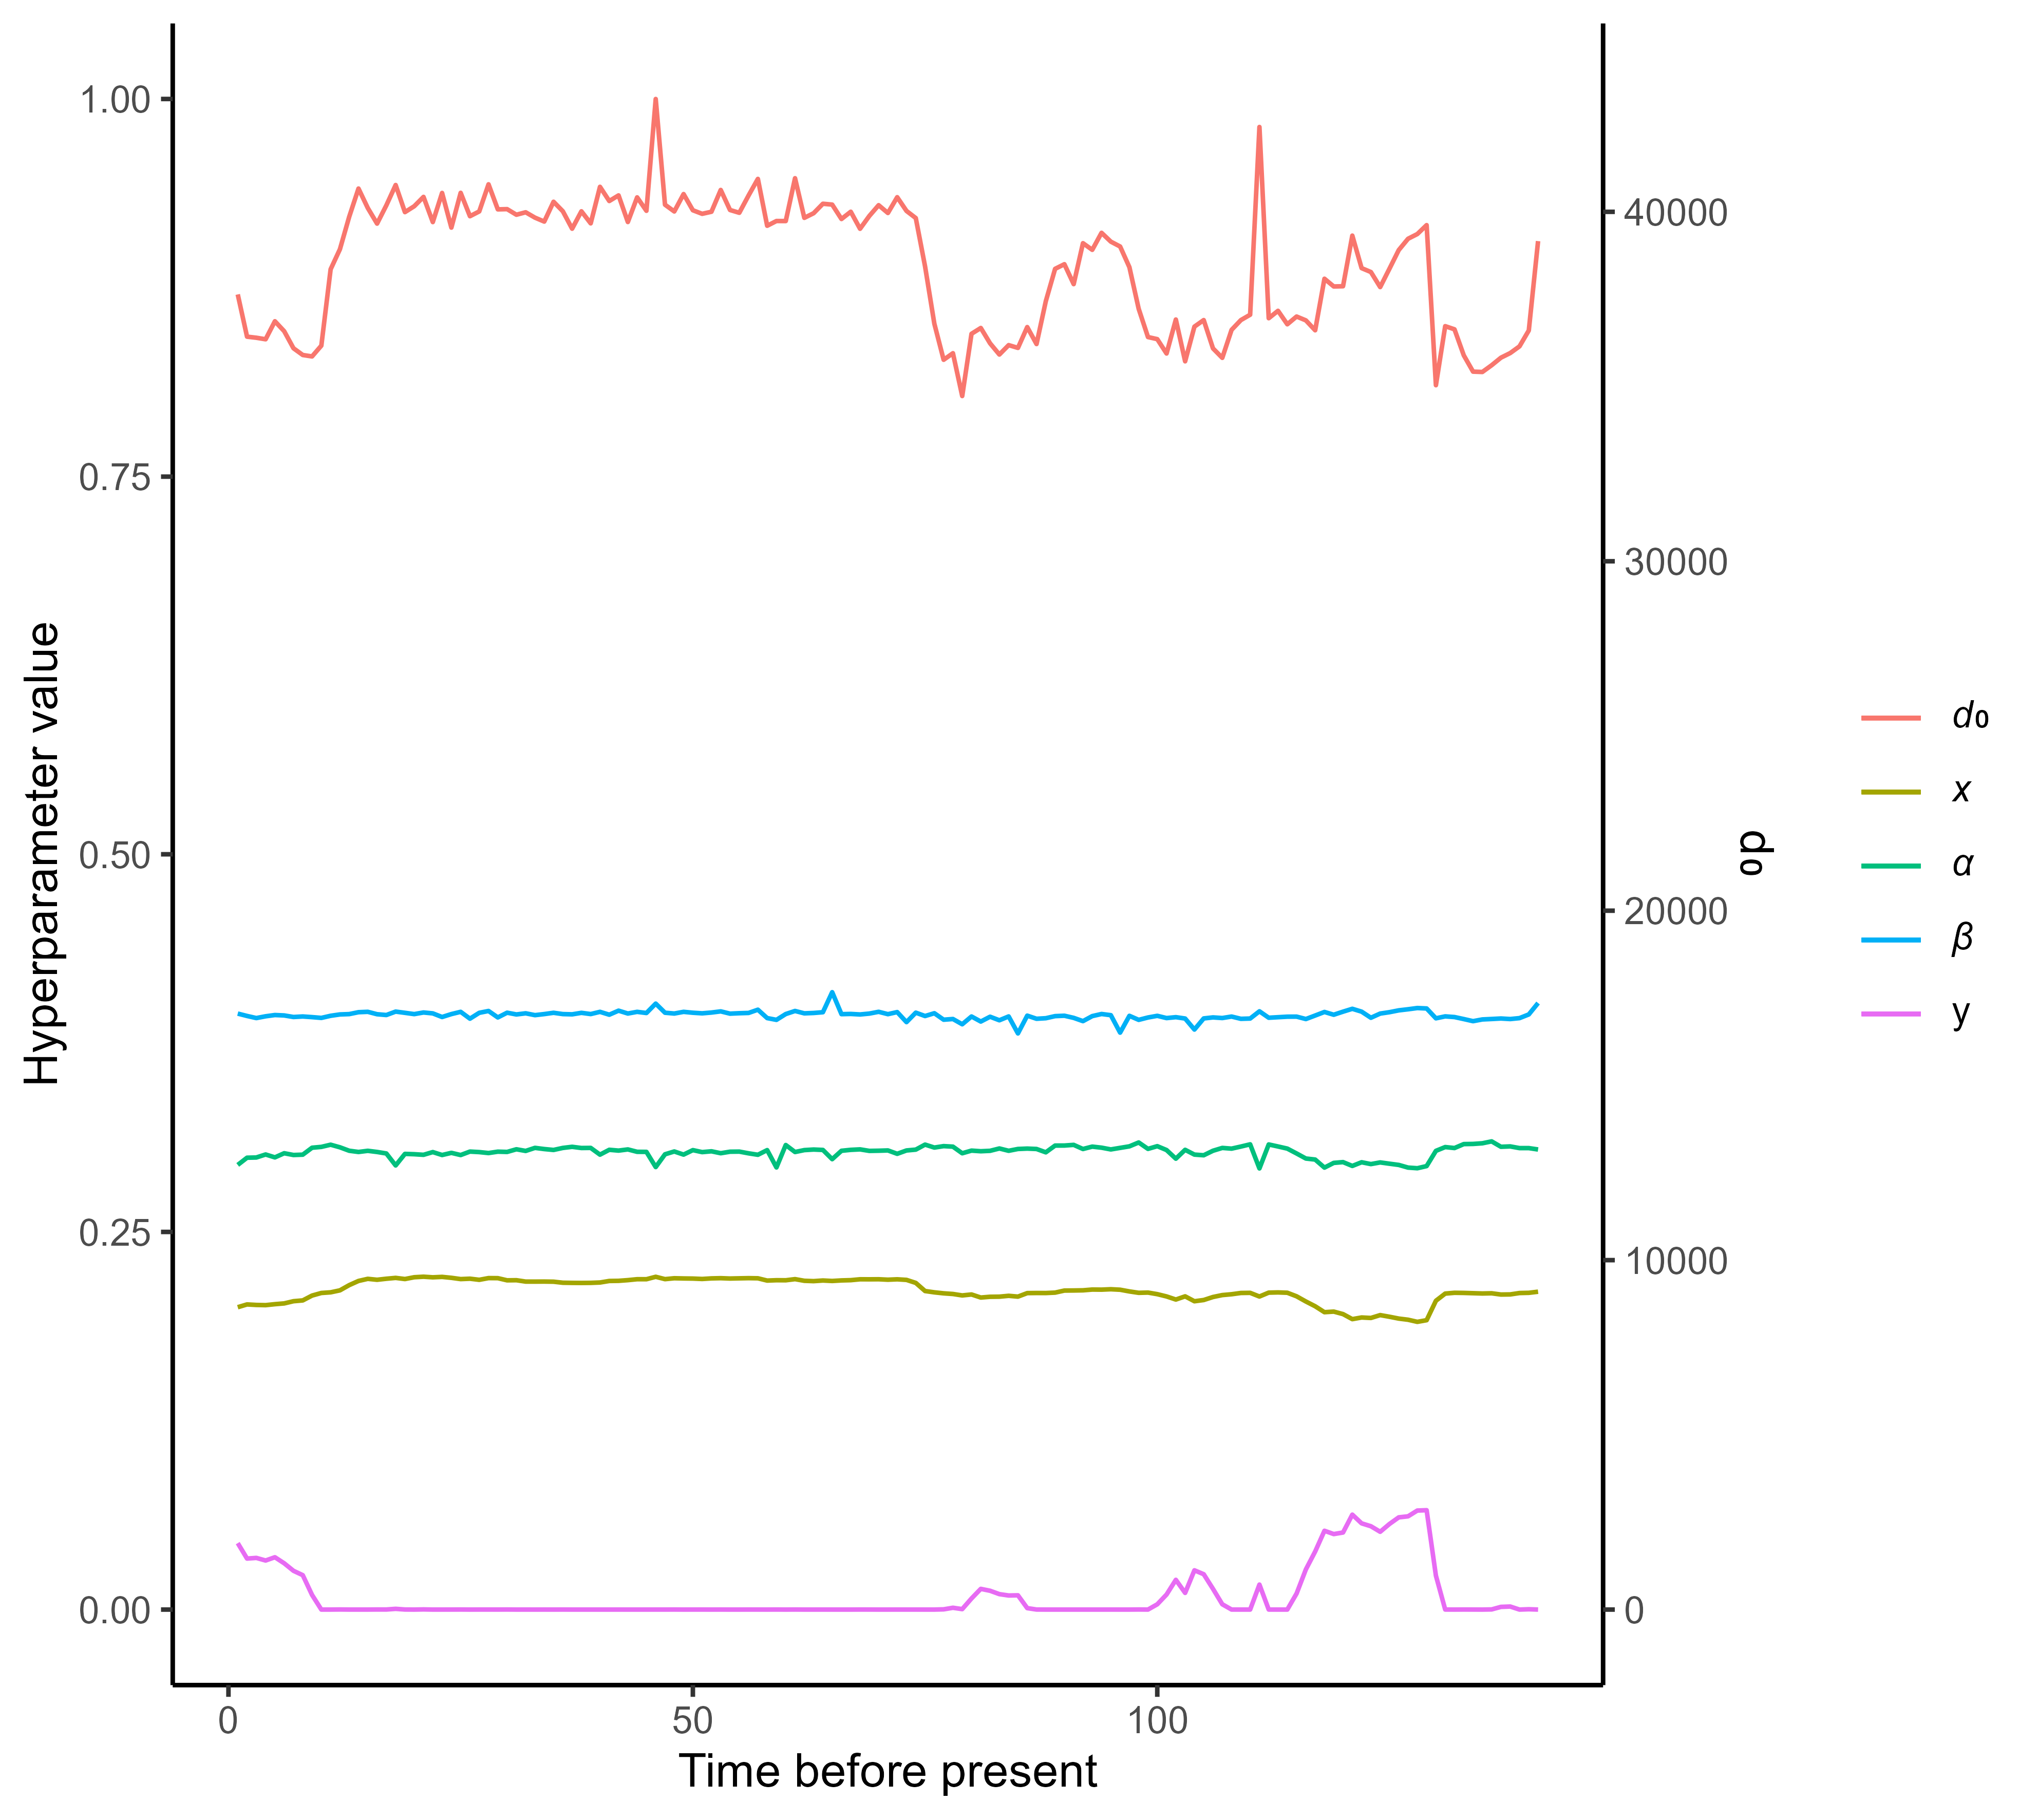 1.00
0.75
0.50
0.25
0.00
Hyperparameter value
0
50
100
Time before present
40000
30000
20000
10000
0
d₀
d₀
x
α
β
y